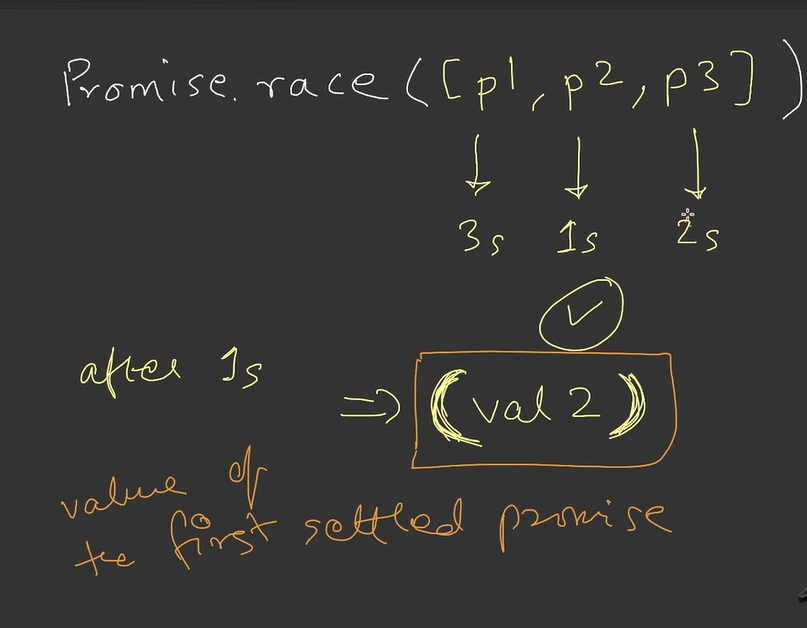 Promise.race([p1, p2, p3])
3s 1s 2s
after 1s
=> (val 2)
value of
the first settled promise